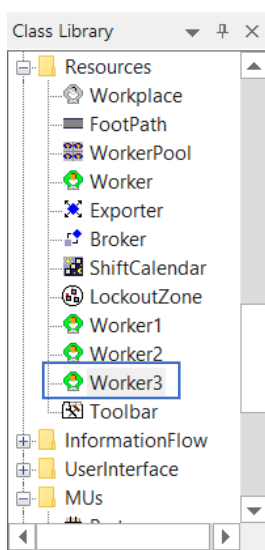 Class Library
Resources
Workplace
FootPath
WorkerPool
Worker
Exporter
Broker
ShiftCalendar
LockoutZone
Worker1
Worker2
Worker3
Toolbar
InformationFlow
UserInterface
MUs